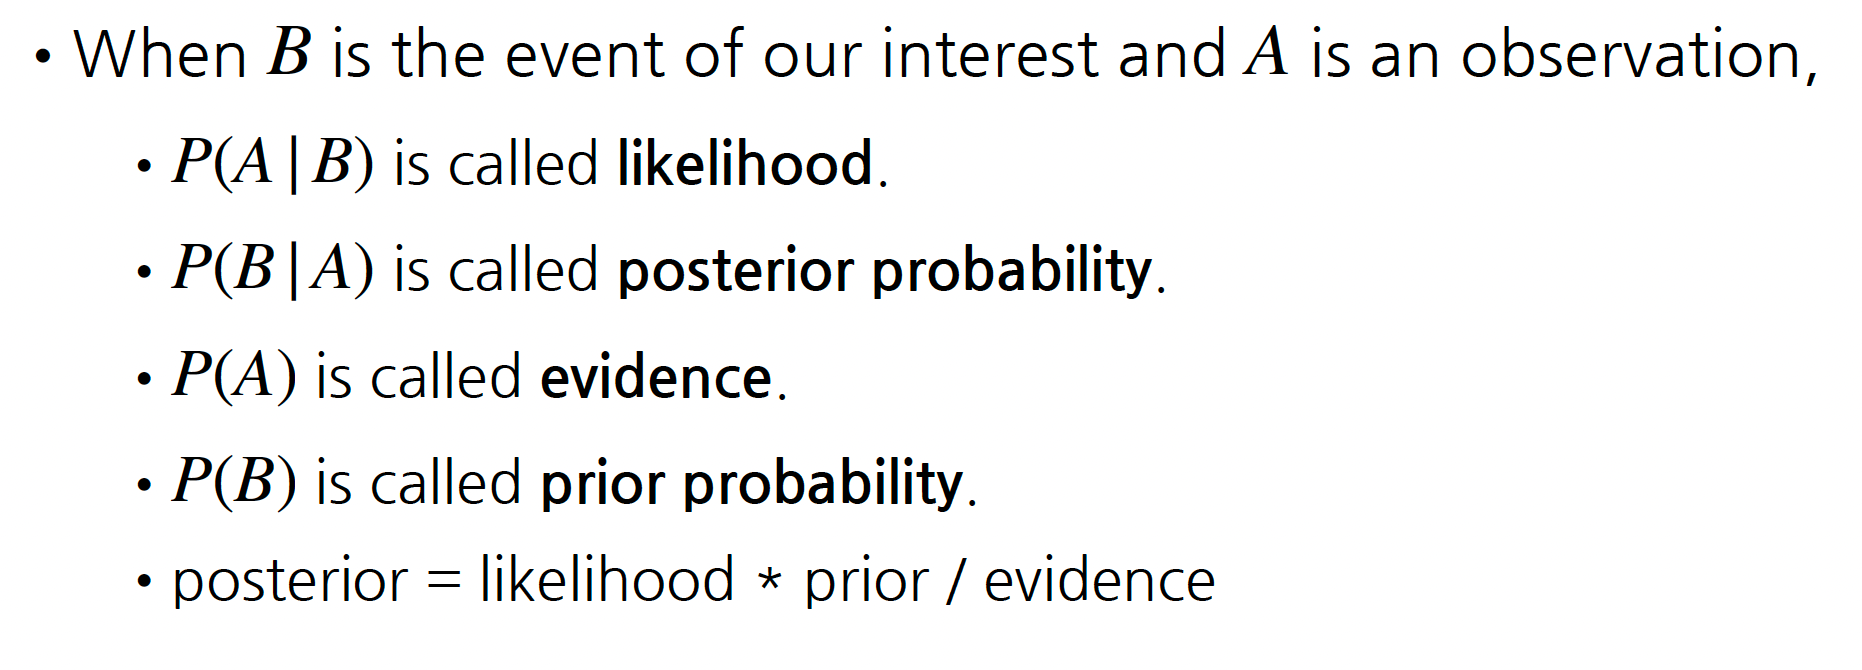 • When B is the event of our interest and A is an observation,
• P(A | B) is called likelihood.
• P(B | A) is called posterior probability.
• P(A) is called evidence.
• P(B) is called prior probability.
• posterior = likelihood * prior / evidence